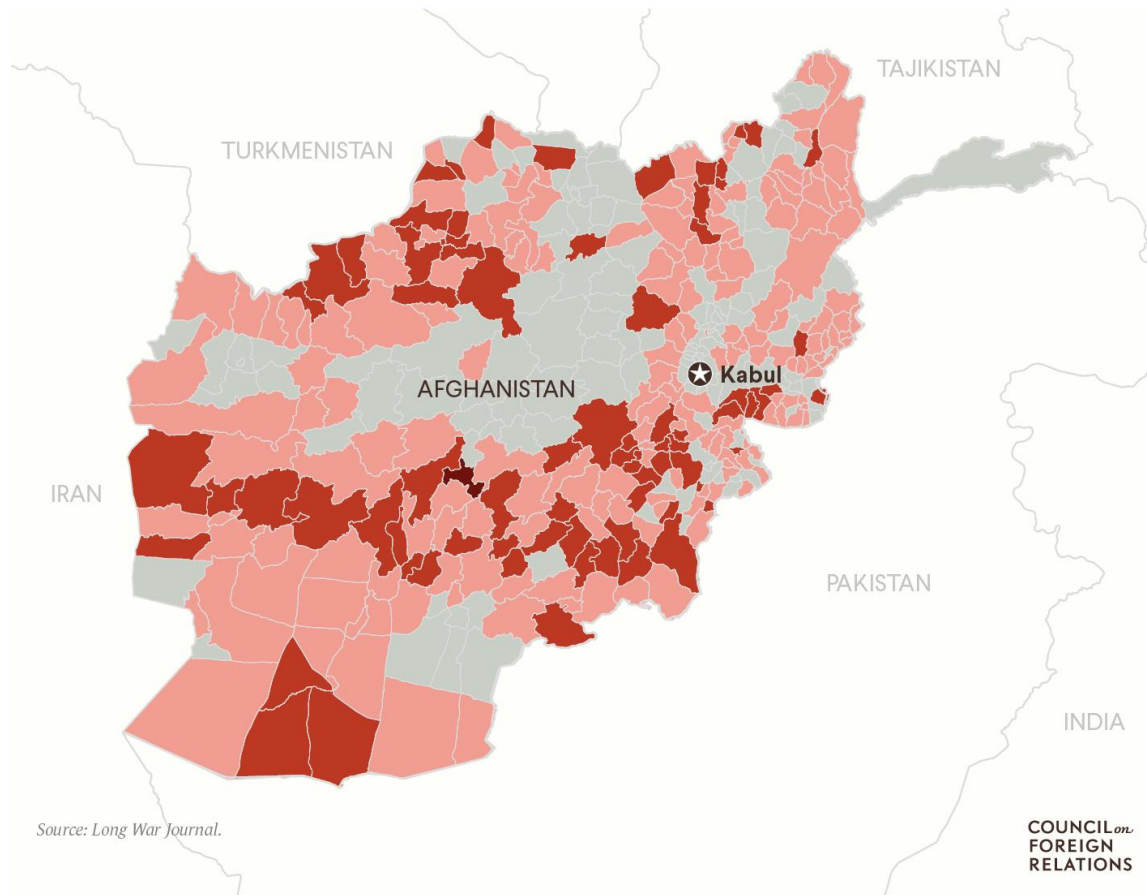 TAJIKISTAN
TURKMENISTAN
Kabul
AFGHANISTAN
IRAN
PAKISTAN
INDIA
Source: Long War Journal.
COUNCIL on
FOREIGN
RELATIONS